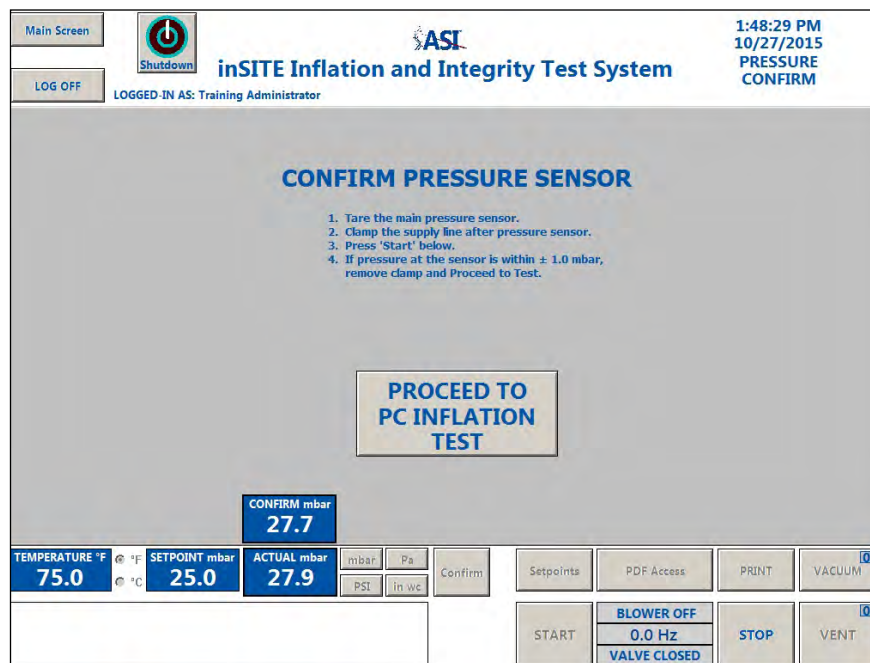 Main Screen
Shutdown
LOG OFF
ASI
inSITE Inflation and Integrity Test System
LOGGED-IN AS: Training Administrator
1:48:29 PM
10/27/2015
PRESSURE
CONFIRM
CONFIRM PRESSURE SENSOR
1. Tare the main pressure sensor.
2. Clamp the supply line after pressure sensor.
3. Press 'Start' below.
4. If pressure at the sensor is within ± 1.0 mbar,
remove clamp and Proceed to Test.
PROCEED TO
PC INFLATION
TEST
CONFIRM mbar
27.7
TEMPERATURE °F
75.0
°F
°C
SETPOINT mbar
25.0
ACTUAL mbar
27.9
mbar
Pa
PSI
in wc
Confirm
Setpoints
PDF Access
PRINT
VACUUM
0
START
BLOWER OFF
0.0 Hz
VALVE CLOSED
STOP
VENT
0